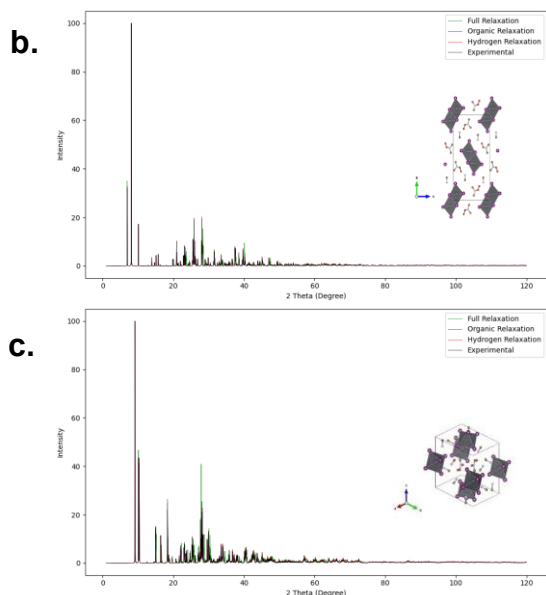 b.
100
80
60
40
20
0
Intensity
0 20 40 60 80 100 120
2 Theta (Degree)
Full Relaxation
Organic Relaxation
Hydrogen Relaxation
Experimental
c.
100
80
60
40
20
0
Intensity
0 20 40 60 80 100 120
2 Theta (Degree)
Full Relaxation
Organic Relaxation
Hydrogen Relaxation
Experimental